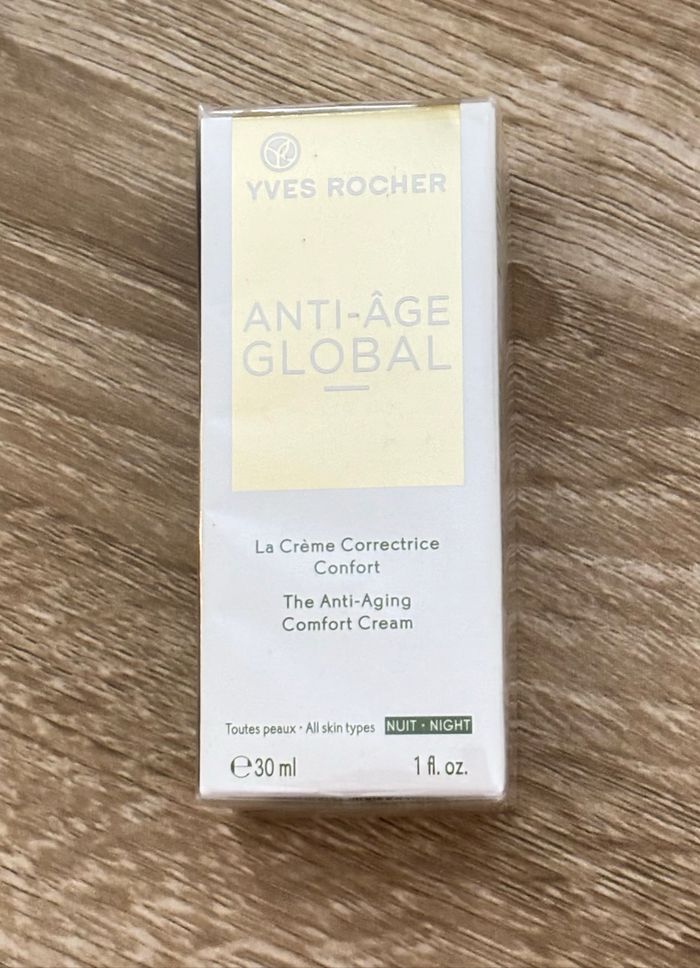 YR
YVES ROCHER
ANTI-ÂGE
GLOBAL
La Crème Correctrice
Confort
The Anti-Aging
Comfort Cream
Toutes peaux • All skin types NUIT • NIGHT
℮30 ml 1 fl. oz.